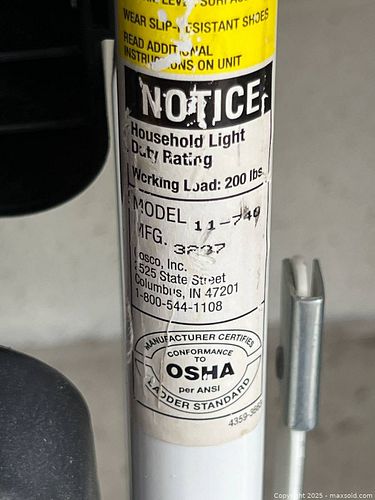 LEVEL SURFAC
WEAR SLIP-RESISTANT SHOES
READ ADDITIONAL
INSTRUCTIONS ON UNIT
NOTICE
Household Light
Duty Rating
Working Load: 200 lbs.
MODEL 11-740
MFG.
Cosco, Inc.
2525 State Street
Columbus, IN 47201
1-800-544-1108
MANUFACTURER CERTIFIES
CONFORMANCE
TO
OSHA
per ANSI
LADDER STANDARD
Copyright 2025 - maxsold.com